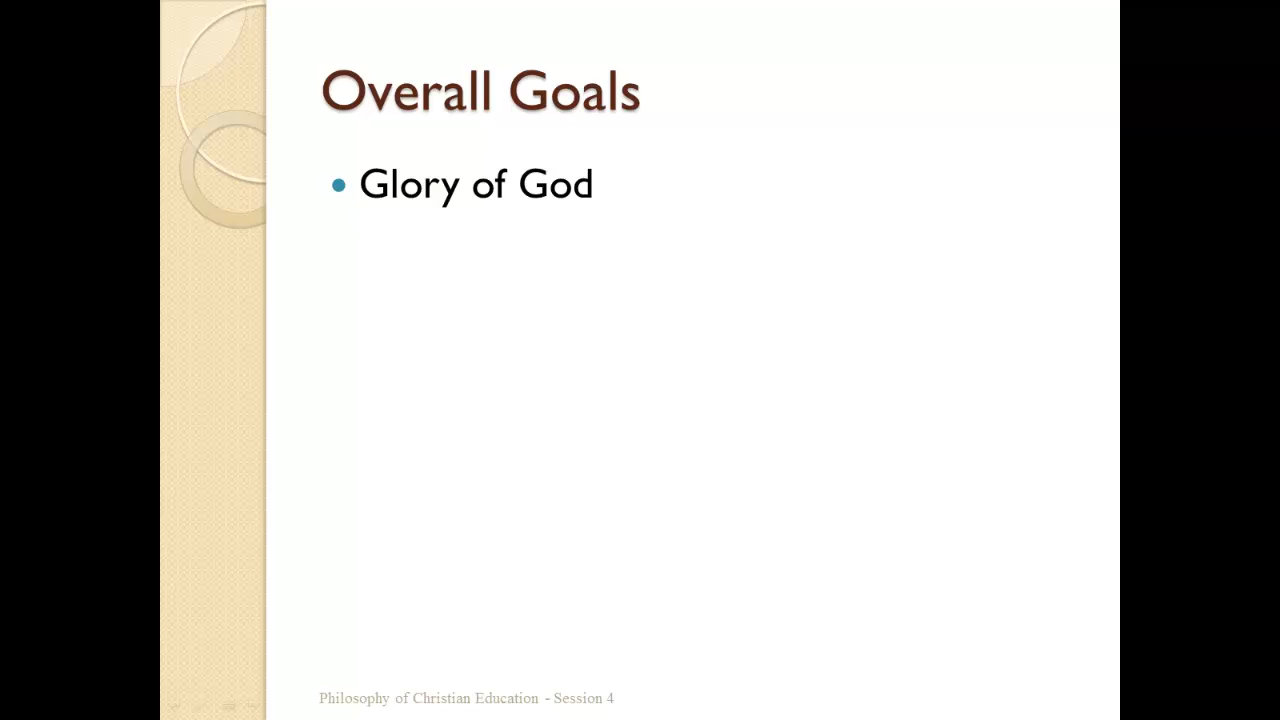 Overall Goals
Glory of God
Philosophy of Christian Education - Session 4